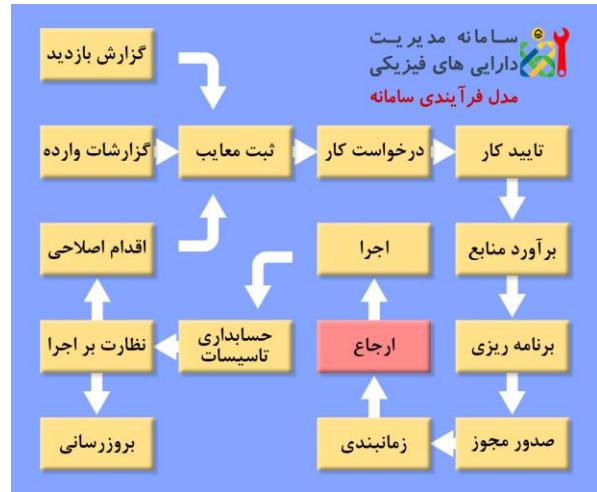 سامانه مدیریت
دارایی های فیزیکی
مدل فرآیندی سامانه
گزارش بازدید
تایید کار
درخواست کار
ثبت معایب
گزارشات وارده
برآورد منابع
اجرا
اقدام اصلاحی
برنامه ریزی
ارجاع
حسابداری
تاسیسات
نظارت بر اجرا
صدور مجوز
زمانبندی
بروزرسانی